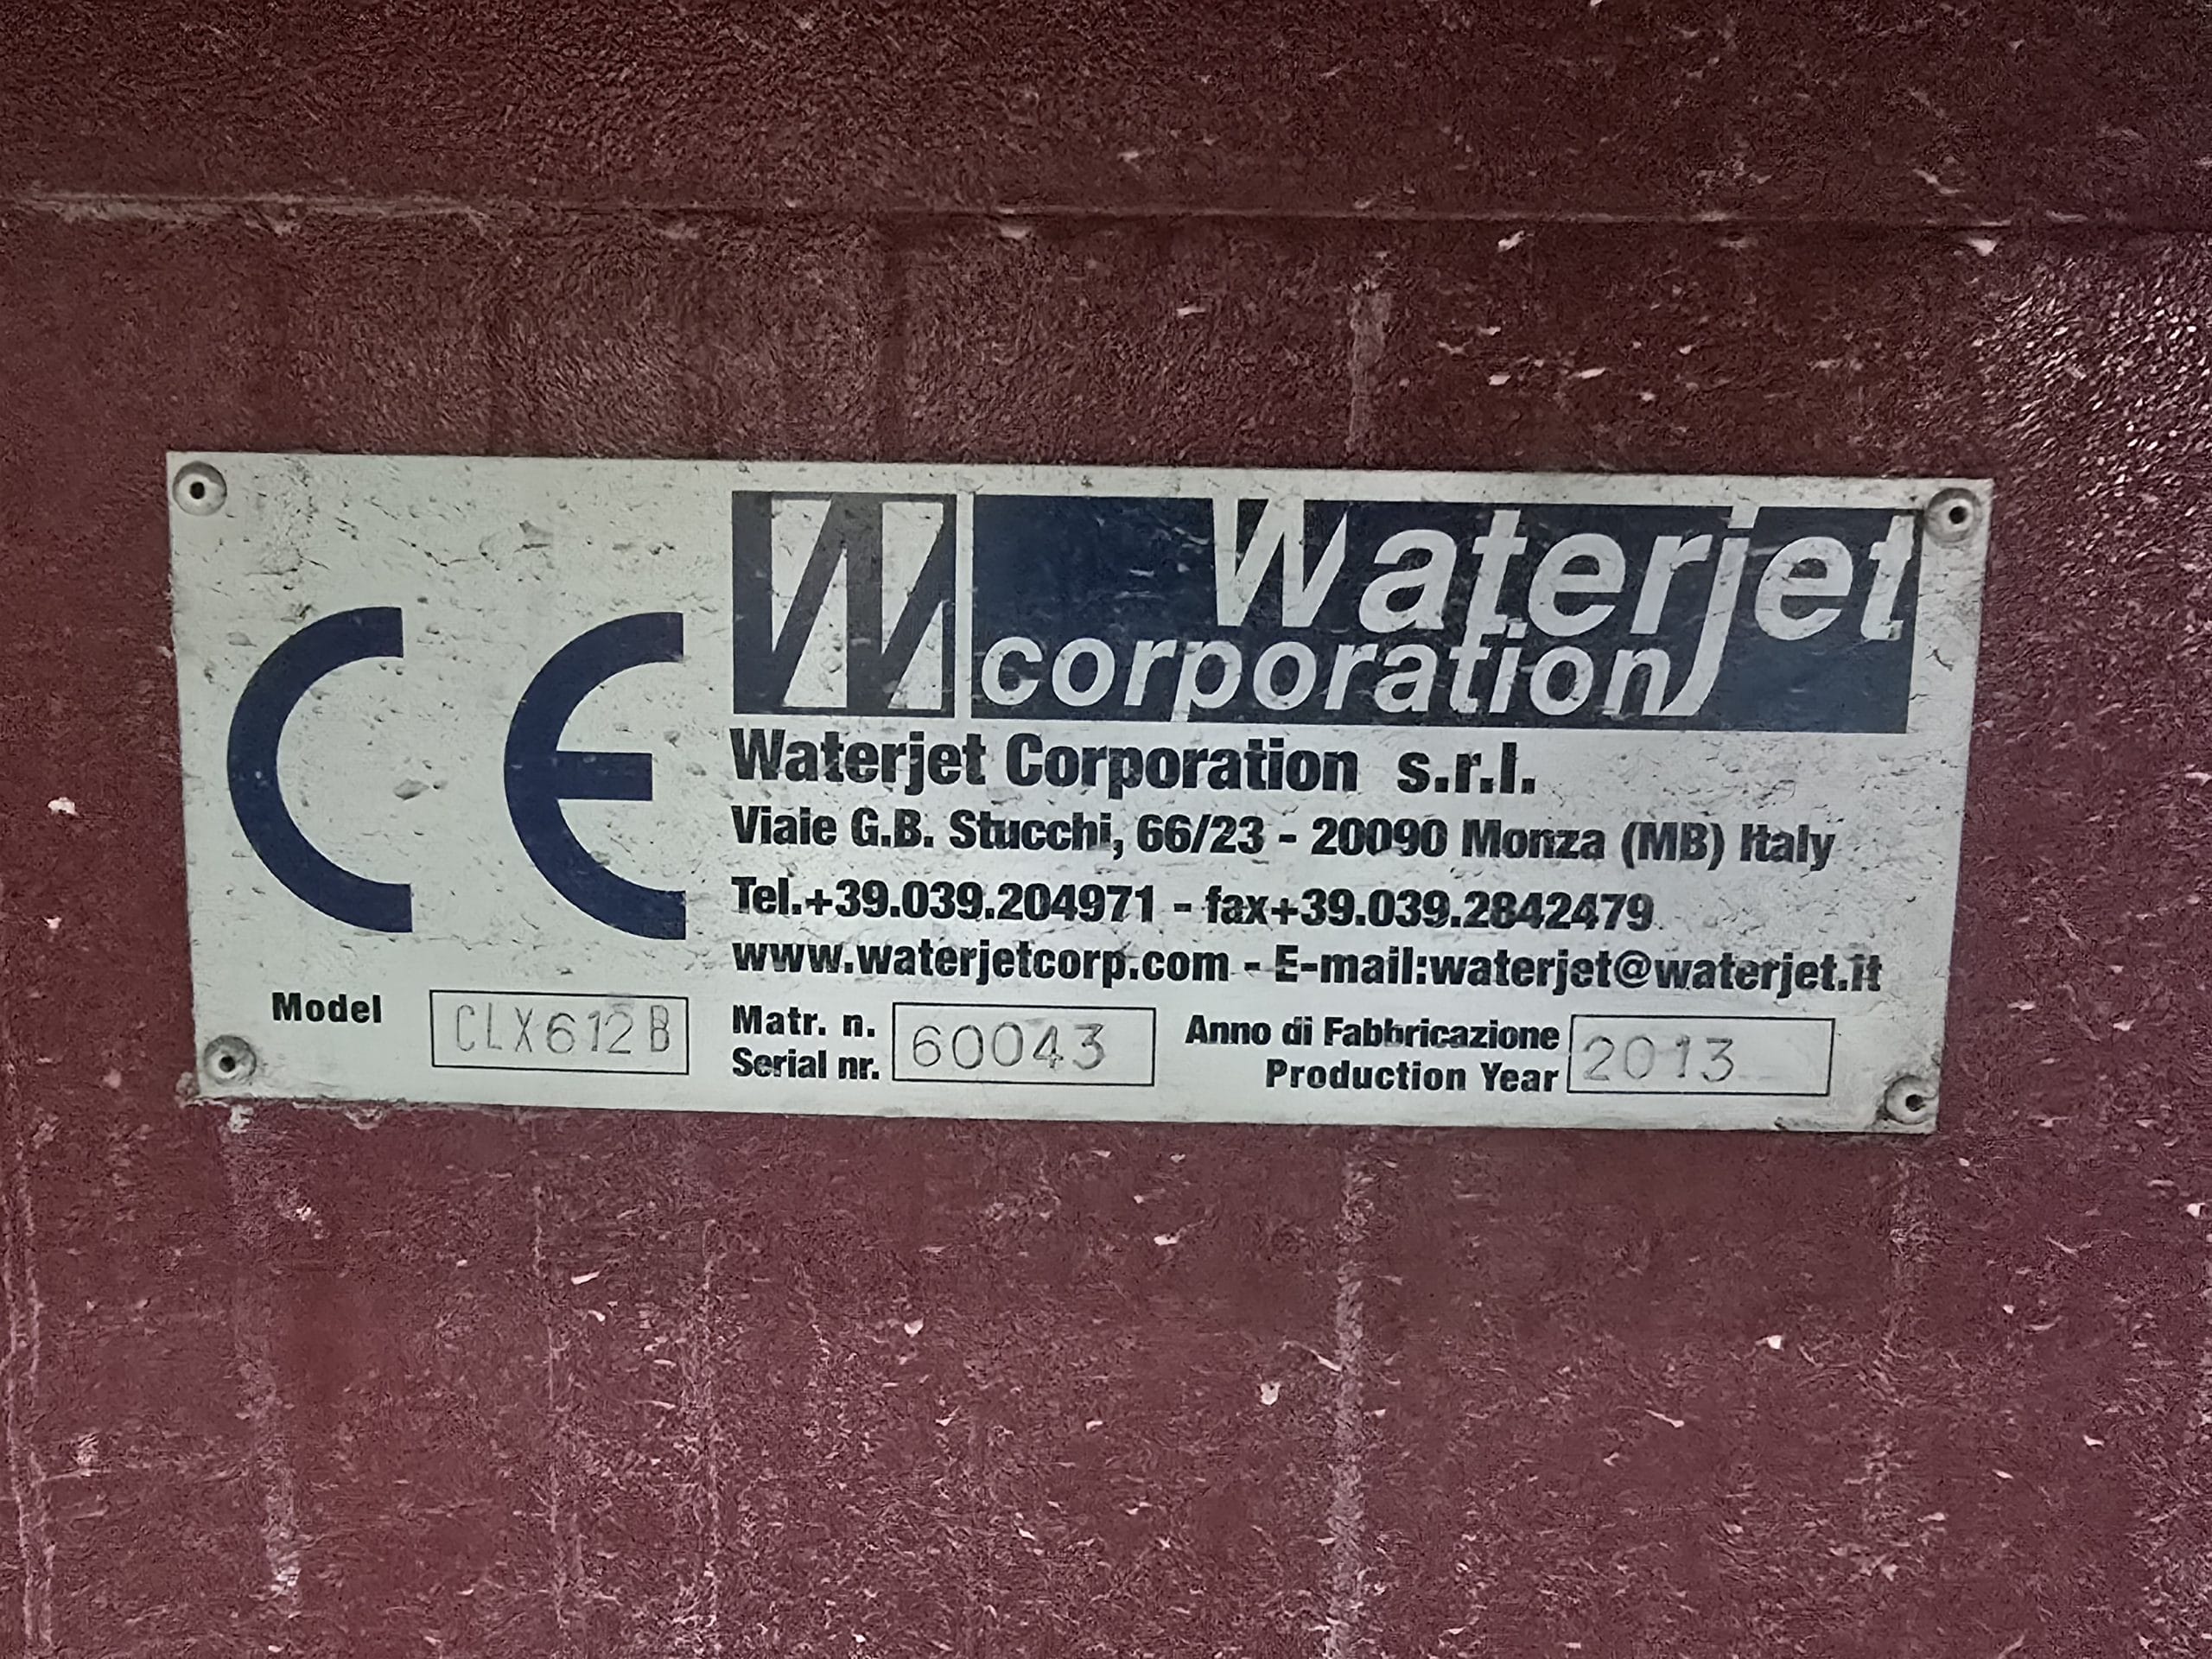 Waterjet
corporation
CE
Waterjet Corporation s.r.l.
Viale G.B. Stucchi, 66/23 - 20090 Monza (MB) Italy
Tel.+39.039.204971 - fax+39.039.2842479
www.waterjetcorp.com - E-mail:waterjet@waterjet.it
Model CLX612B
Matr. n.
Serial nr. 60043
Anno di Fabbricazione
Production Year 2013